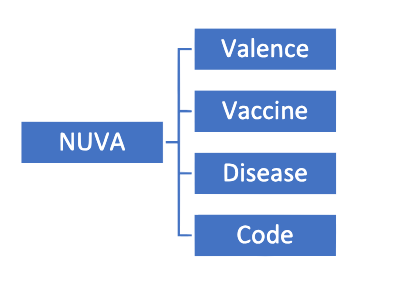 NUVA
Valence
Vaccine
Disease
Code